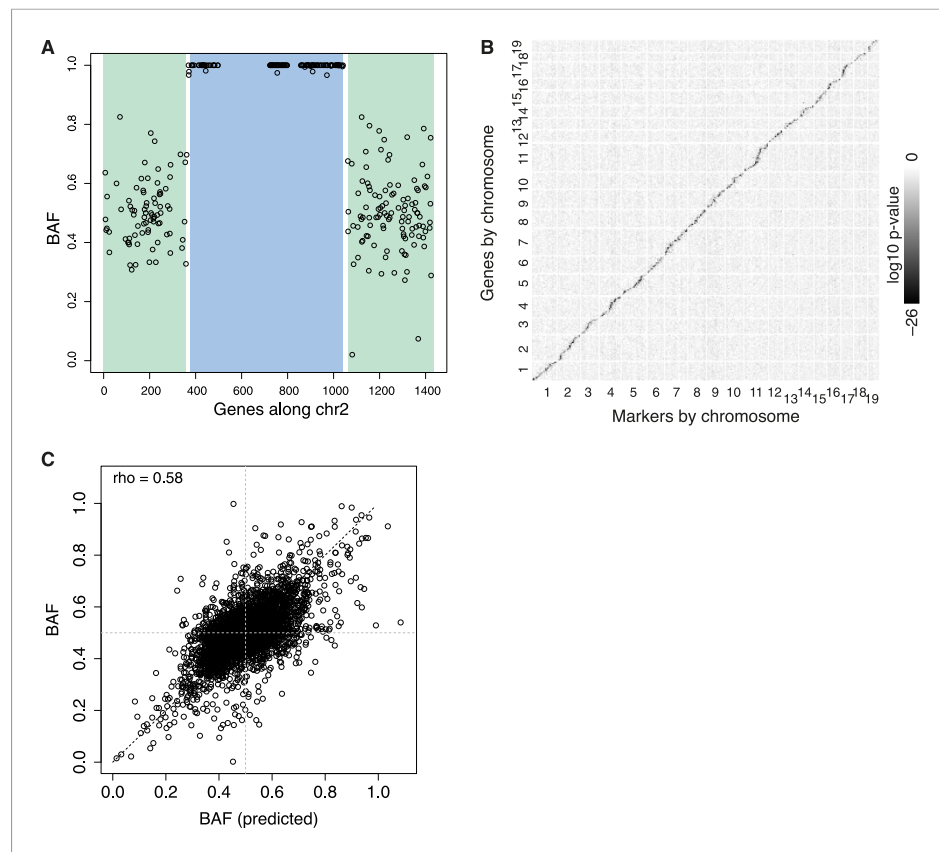 A
BAF
1.0
0.8
0.6
0.4
0.2
0.0
0 200 400 600 800 1000 1200 1400
Genes along chr2
B
Genes by chromosome
19
18
17
16
15
14
13
12
11
10
9
8
7
6
5
4
3
2
1
1 2 3 4 5 6 7 8 9 10 11 12 13 14 15 16 17 18 19
Markers by chromosome
0
log10 p-value
−26
C
rho = 0.58
BAF
1.0
0.8
0.6
0.4
0.2
0.0
0.0 0.2 0.4 0.6 0.8 1.0
BAF (predicted)